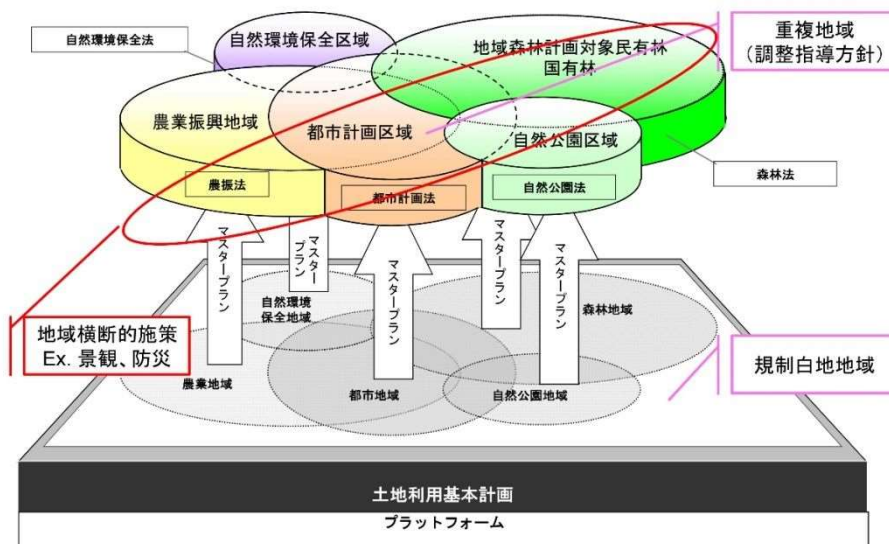 自然環境保全法
自然環境保全区域
地域森林計画対象民有林
国有林
重複地域
（調整指導方針）
農業振興地域
都市計画区域
自然公園区域
農振法
都市計画法
自然公園法
森林法
マスタープラン
マスター
プラン
マスタープラン
マスタープラン
マスタープラン
地域横断的施策
Ex. 景観、防災
自然環境
保全地域
森林地域
規制白地地域
農業地域
都市地域
自然公園地域
土地利用基本計画
プラットフォーム